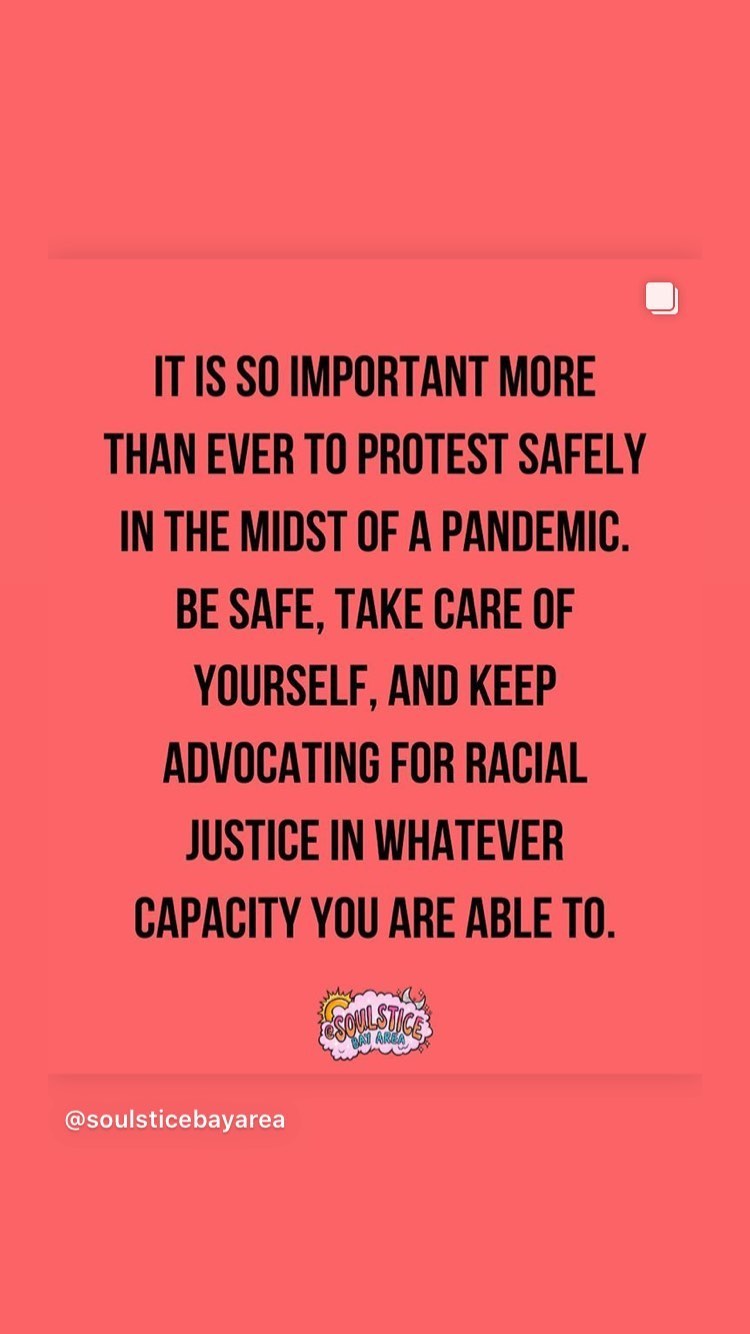 IT IS SO IMPORTANT MORE
THAN EVER TO PROTEST SAFELY
IN THE MIDST OF A PANDEMIC.
BE SAFE, TAKE CARE OF
YOURSELF, AND KEEP
ADVOCATING FOR RACIAL
JUSTICE IN WHATEVER
CAPACITY YOU ARE ABLE TO.
@SOULSTICE
BAY AREA
@soulsticebayarea